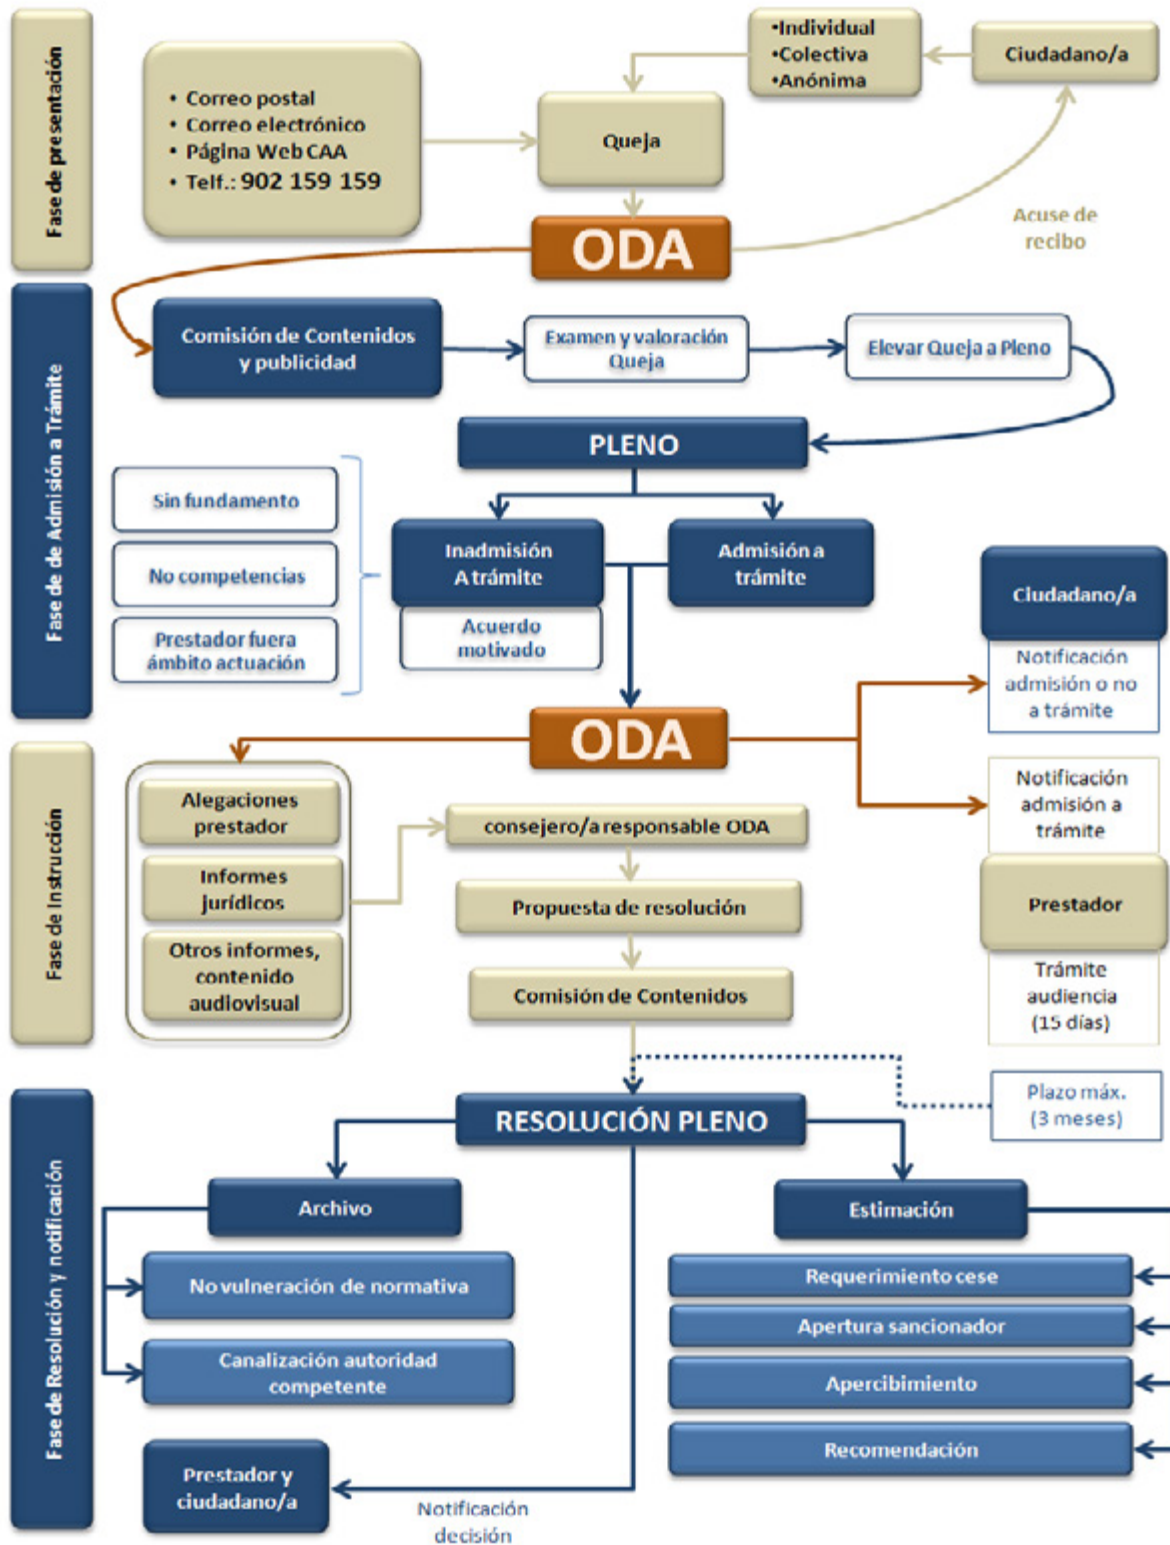 Fase de presentación
• Correo postal
• Correo electrónico
• Página Web CAA
• Telf.: 902 159 159
Queja
•Individual
•Colectiva
•Anónima
Ciudadano/a
ODA
Acuse de
recibo
Fase de Admisión a Trámite
Comisión de Contenidos
y publicidad
Examen y valoración
Queja
Elevar Queja a Pleno
PLENO
Sin fundamento
No competencias
Prestador fuera
ámbito actuación
Inadmisión
A trámite
Acuerdo
motivado
Admisión a
trámite
Ciudadano/a
Notificación
admisión o no
a trámite
ODA
Fase de Instrucción
Alegaciones
prestador
Informes
jurídicos
Otros informes,
contenido
audiovisual
consejero/a responsable ODA
Propuesta de resolución
Comisión de Contenidos
Notificación
admisión a
trámite
Prestador
Trámite
audiencia
(15 días)
Plazo máx.
(3 meses)
Fase de Resolución y notificación
RESOLUCIÓN PLENO
Archivo
No vulneración de normativa
Canalización autoridad
competente
Estimación
Requerimiento cese
Apertura sancionador
Apercibimiento
Recomendación
Prestador y
ciudadano/a
Notificación
decisión